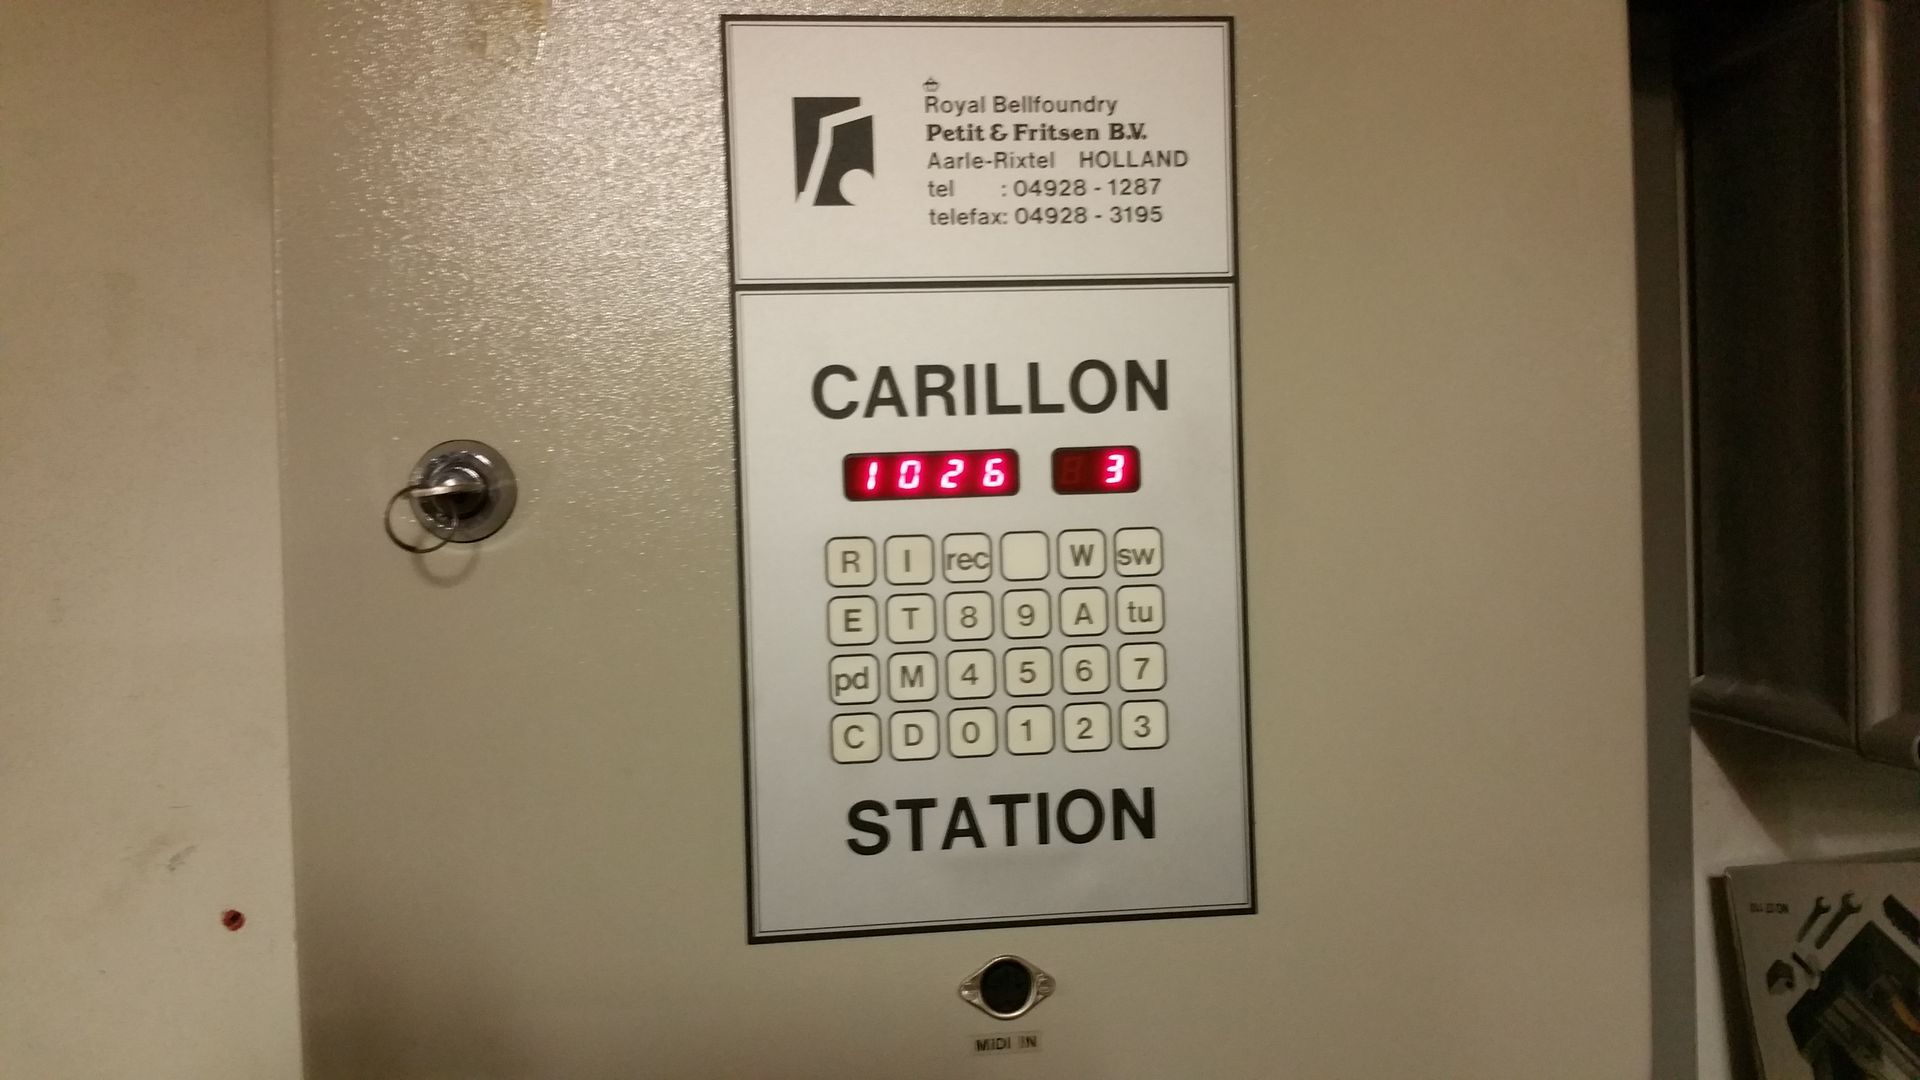 Royal Bellfoundry
Petit & Fritsen B.V.
Aarle-Rixtel HOLLAND
tel : 04928 - 1287
telefax: 04928 - 3195
CARILLON
1026 3
R I rec W sw
E T 8 9 A tu
pd M 4 5 6 7
C D 0 1 2 3
STATION
MIDI IN